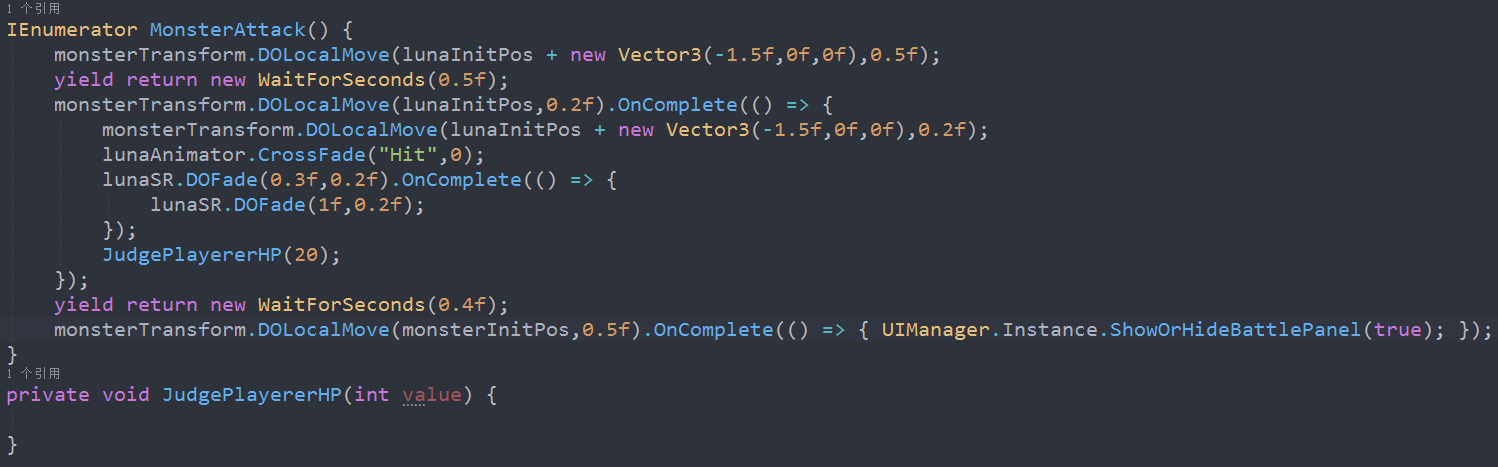 1 个引用
IEnumerator MonsterAttack() {
    monsterTransform.DOLocalMove(lunaInitPos + new Vector3(-1.5f,0f,0f),0.5f);
    yield return new WaitForSeconds(0.5f);
    monsterTransform.DOLocalMove(lunaInitPos,0.2f).OnComplete(() => {
        monsterTransform.DOLocalMove(lunaInitPos + new Vector3(-1.5f,0f,0f),0.2f);
        lunaAnimator.CrossFade("Hit",0);
        lunaSR.DOFade(0.3f,0.2f).OnComplete(() => {
            lunaSR.DOFade(1f,0.2f);
        });
        JudgePlayererHP(20);
    });
    yield return new WaitForSeconds(0.4f);
    monsterTransform.DOLocalMove(monsterInitPos,0.5f).OnComplete(() => { UIManager.Instance.ShowOrHideBattlePanel(true); });
}
1 个引用
private void JudgePlayererHP(int value) {
}